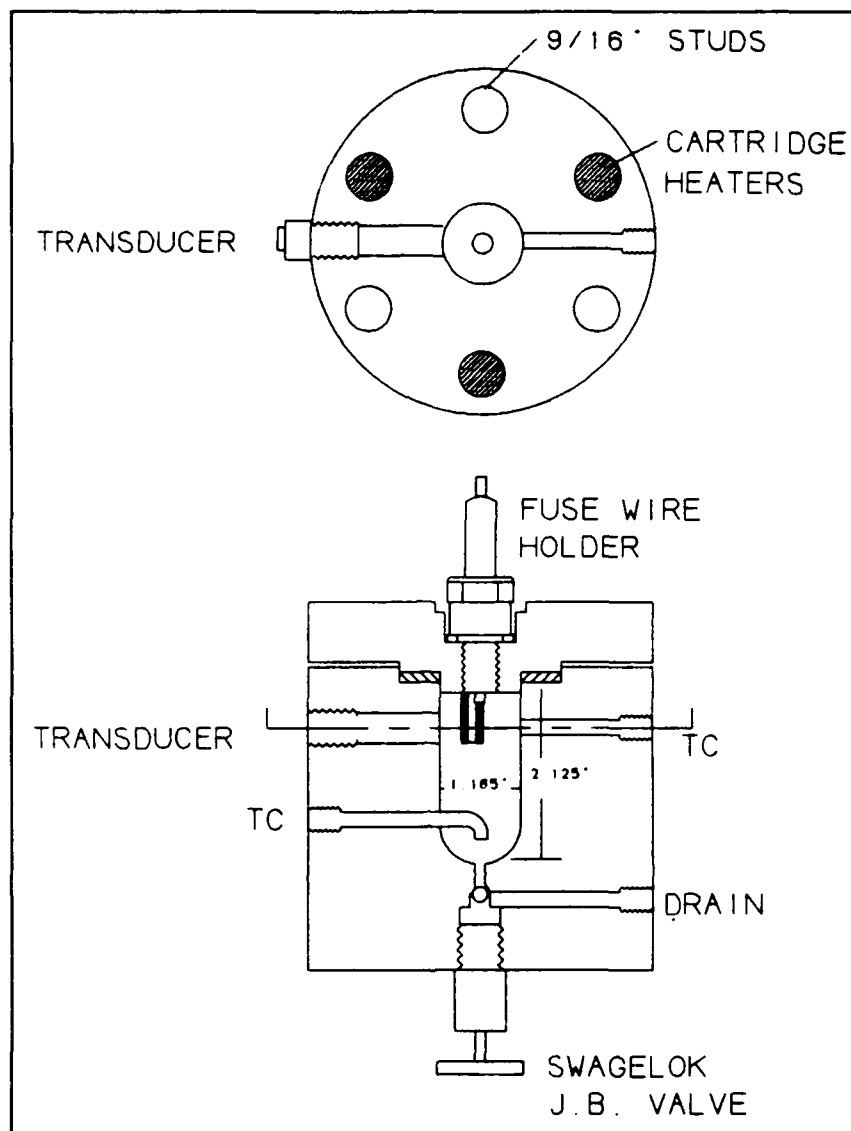 9/16" STUDS
CARTRIDGE
HEATERS
TRANSDUCER
FUSE WIRE
HOLDER
TRANSDUCER
TC
1.165"
2.125"
TC
DRAIN
SWAGELOK
J.B. VALVE